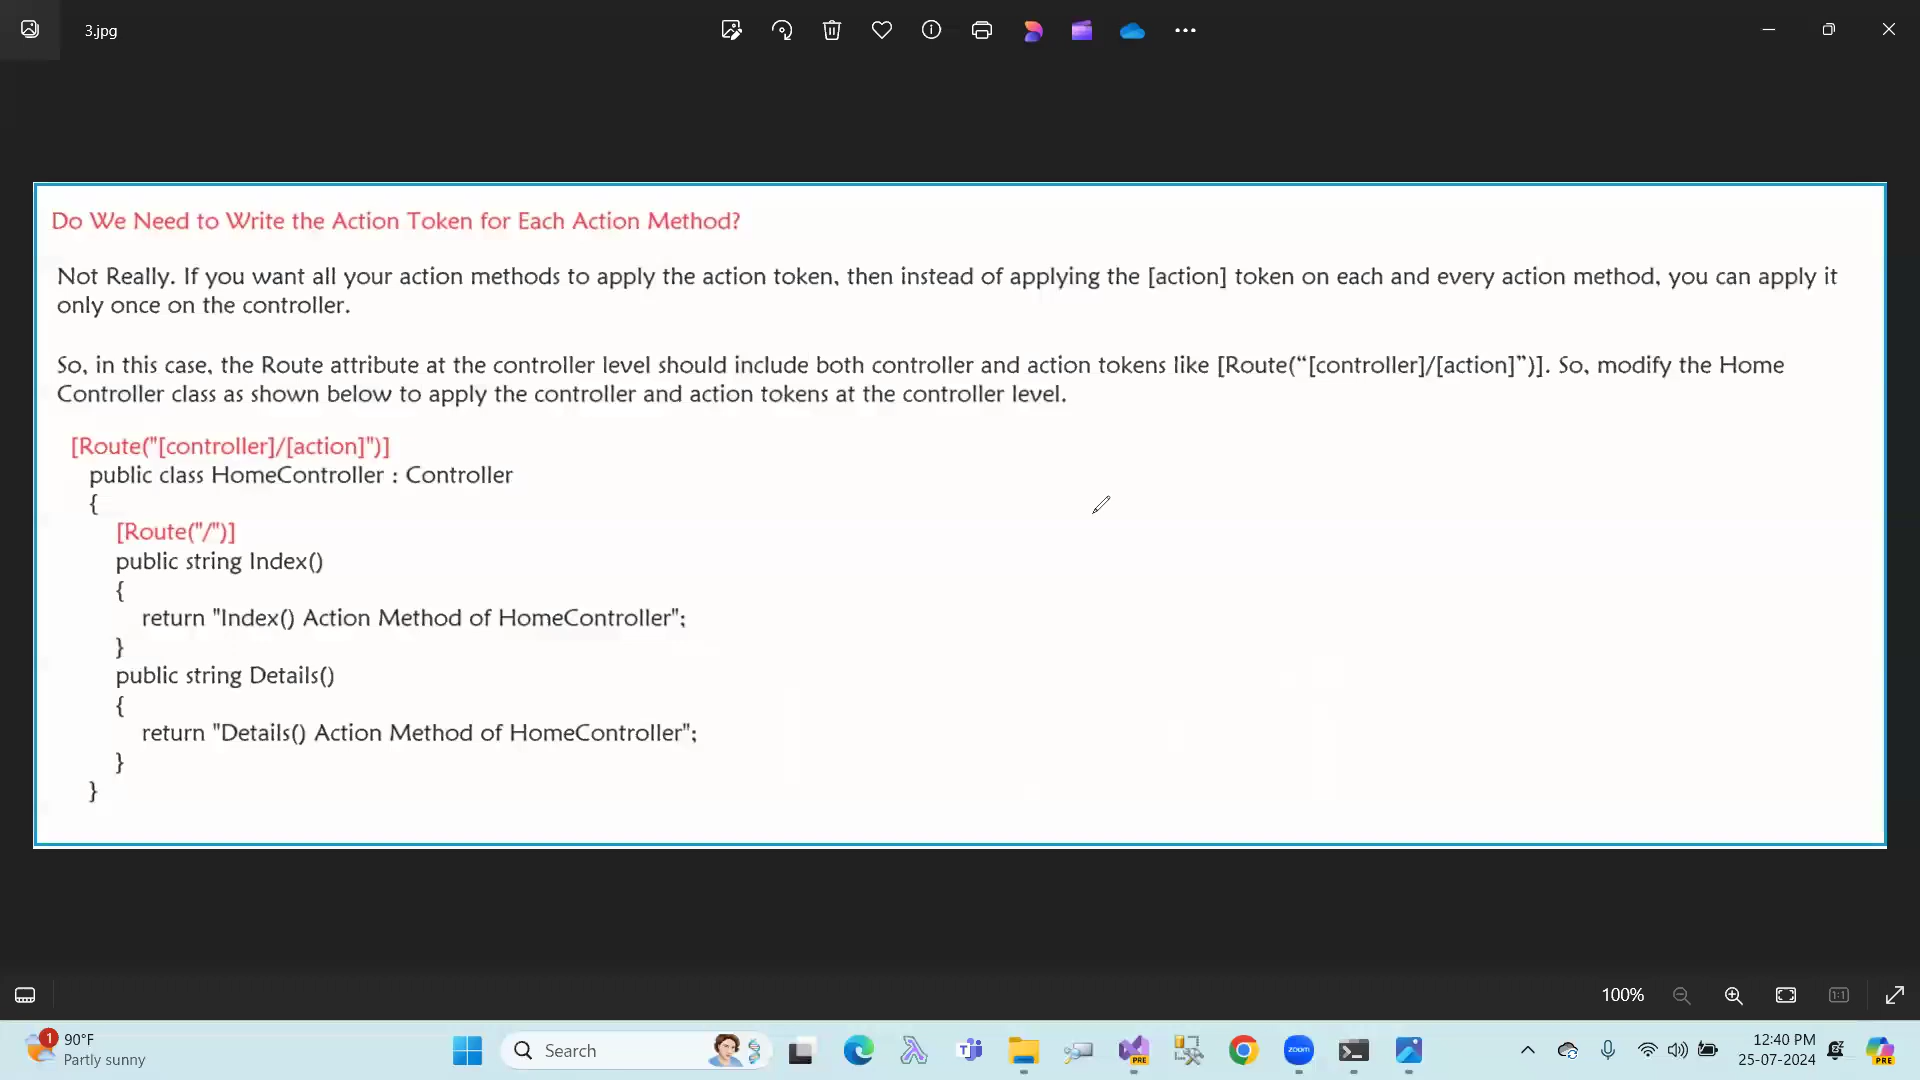 3.jpg
Do We Need to Write the Action Token for Each Action Method?
Not Really. If you want all your action methods to apply the action token, then instead of applying the [action] token on each and every action method, you can apply it
only once on the controller.
So, in this case, the Route attribute at the controller level should include both controller and action tokens like [Route(“[controller]/[action]”)]. So, modify the Home
Controller class as shown below to apply the controller and action tokens at the controller level.
[Route("[controller]/[action]")]
public class HomeController : Controller
{
[Route("/")]
public string Index()
{
return "Index() Action Method of HomeController";
}
public string Details()
{
return "Details() Action Method of HomeController";
}
}
100%
1:1
1
90°F
Partly sunny
Search
PRE
zoom
12:40 PM
25-07-2024
PRE